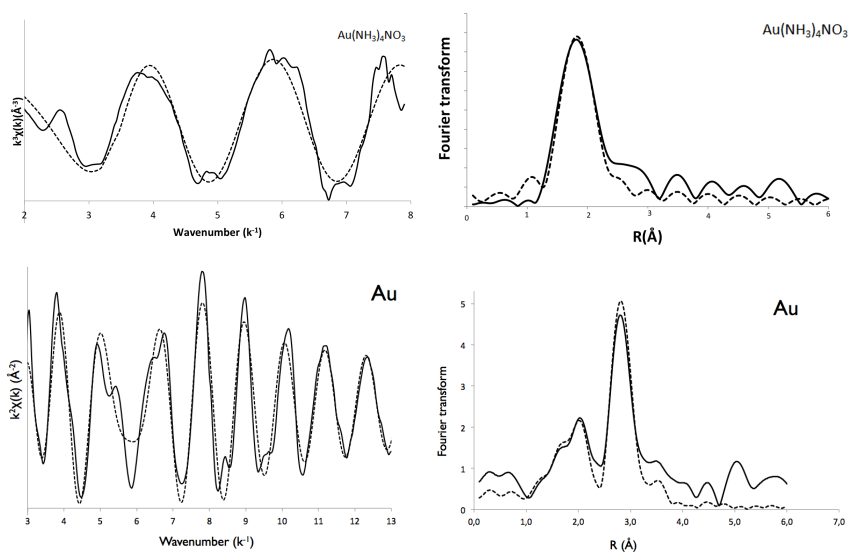 Au(NH3)4NO3
k³χ(k)(Å-3)
2 3 4 5 6 7 8
Wavenumber (k-1)
Au(NH3)4NO3
Fourier transform
0 1 2 3 4 5 6
R(Å)
Au
k²χ(k) (Å-2)
3 4 5 6 7 8 9 10 11 12 13
Wavenumber (k-1)
Au
Fourier transform
5
4
3
2
1
0
0,0 1,0 2,0 3,0 4,0 5,0 6,0 7,0
R (Å)